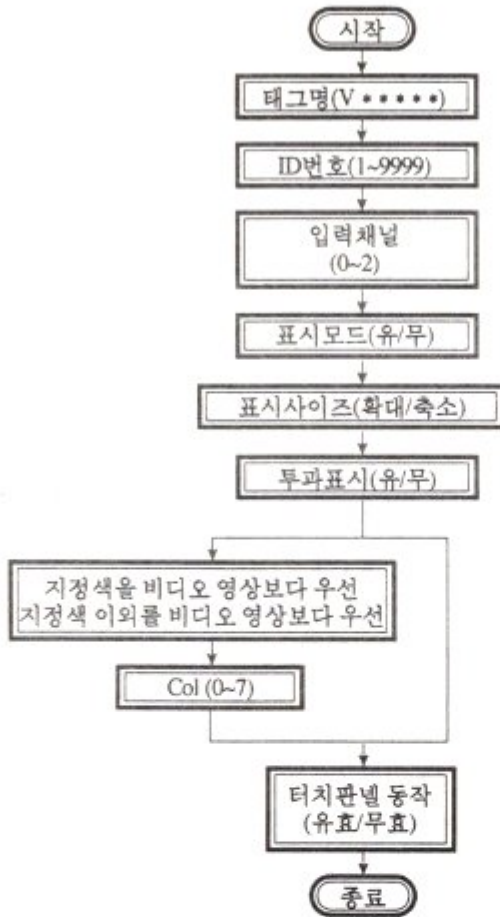 시작
태그명(V * * * * *)
ID번호(1~9999)
입력채널
(0~2)
표시모드(유/무)
표시사이즈(확대/축소)
투과표시(유/무)
지정색을 비디오 영상보다 우선
지정색 이외를 비디오 영상보다 우선
Col (0~7)
터치판넬 동작
(유효/무효)
종료